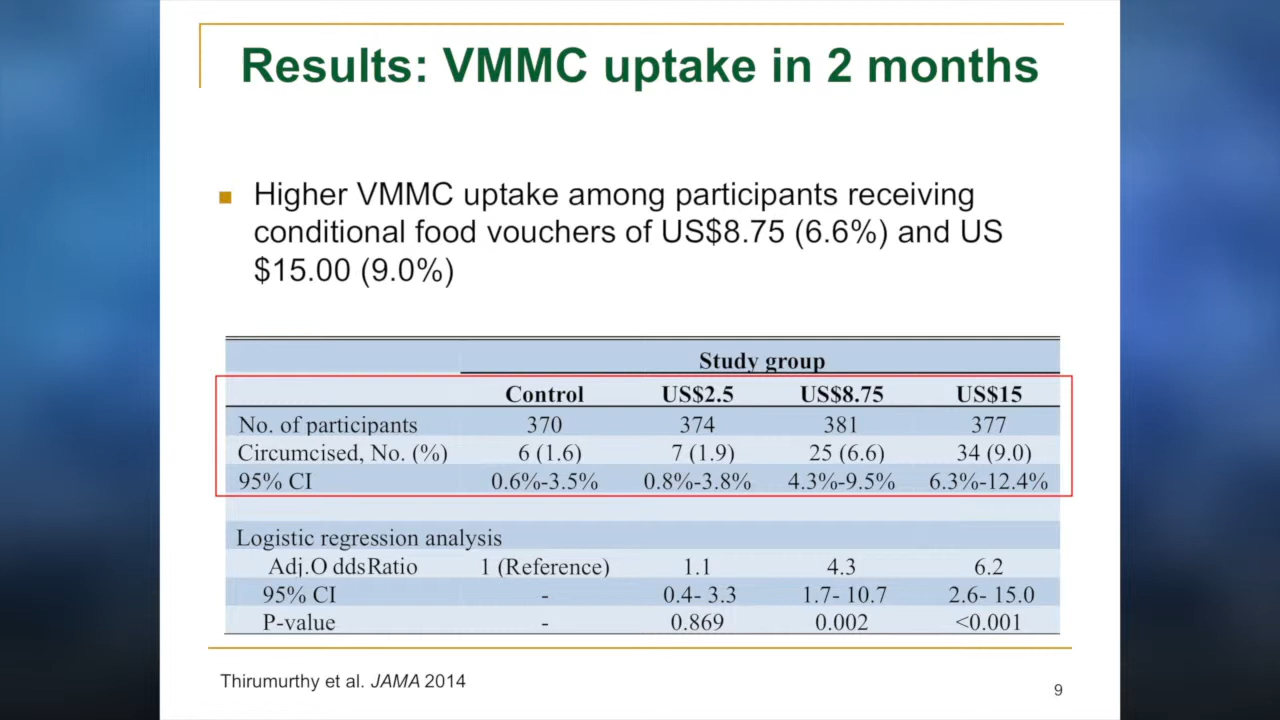 Results: VMMC uptake in 2 months
■ Higher VMMC uptake among participants receiving
conditional food vouchers of US$8.75 (6.6%) and US
$15.00 (9.0%)
Study group
Control US$2.5 US$8.75 US$15
No. of participants 370 374 381 377
Circumcised, No. (%) 6 (1.6) 7 (1.9) 25 (6.6) 34 (9.0)
95% CI 0.6%-3.5% 0.8%-3.8% 4.3%-9.5% 6.3%-12.4%
Logistic regression analysis
Adj.O ddsRatio 1 (Reference) 1.1 4.3 6.2
95% CI - 0.4- 3.3 1.7- 10.7 2.6- 15.0
P-value - 0.869 0.002 <0.001
Thirumurthy et al. JAMA 2014
9